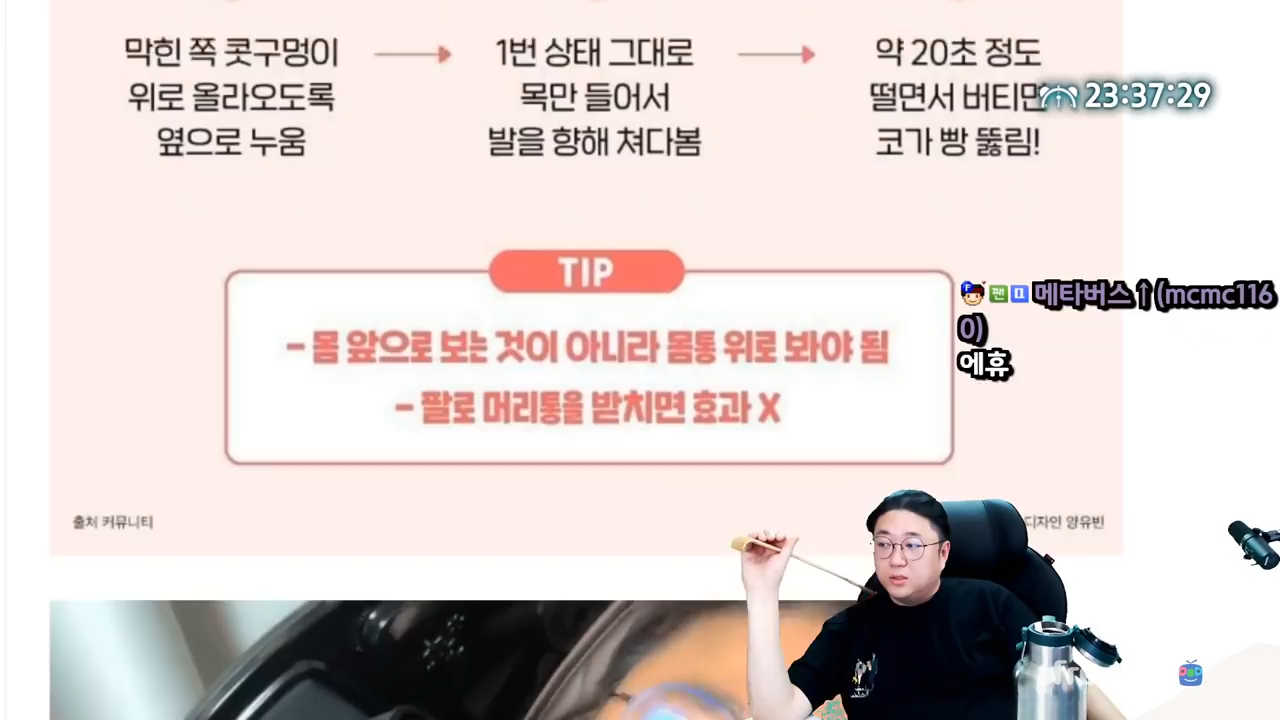 막힌 쪽 콧구멍이
위로 올라오도록
옆으로 누움
1번 상태 그대로
목만 들어서
발을 향해 쳐다봄
약 20초 정도
떨면서 버티면
코가 빵 뚫림!
23:37:29
TIP
- 몸 앞으로 보는 것이 아니라 몸통 위로 봐야 됨
- 팔로 머리통을 받치면 효과 X
메타버스↑(mcmc116
0)
에휴
출처 커뮤니티
디자인 양유빈